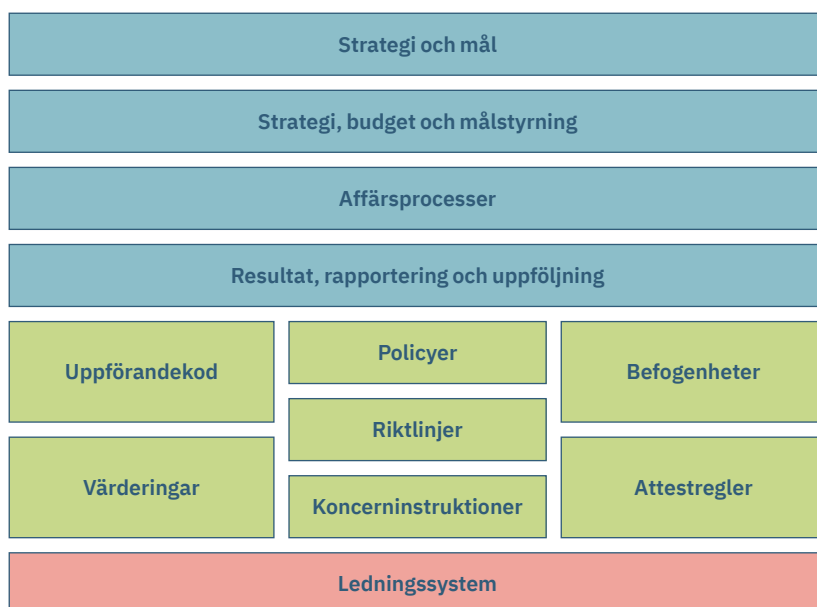 Strategi och mål
Strategi, budget och målstyrning
Affärsprocesser
Resultat, rapportering och uppföljning
Uppförandekod
Policyer
Befogenheter
Riktlinjer
Värderingar
Koncerninstruktioner
Attestregler
Ledningssystem